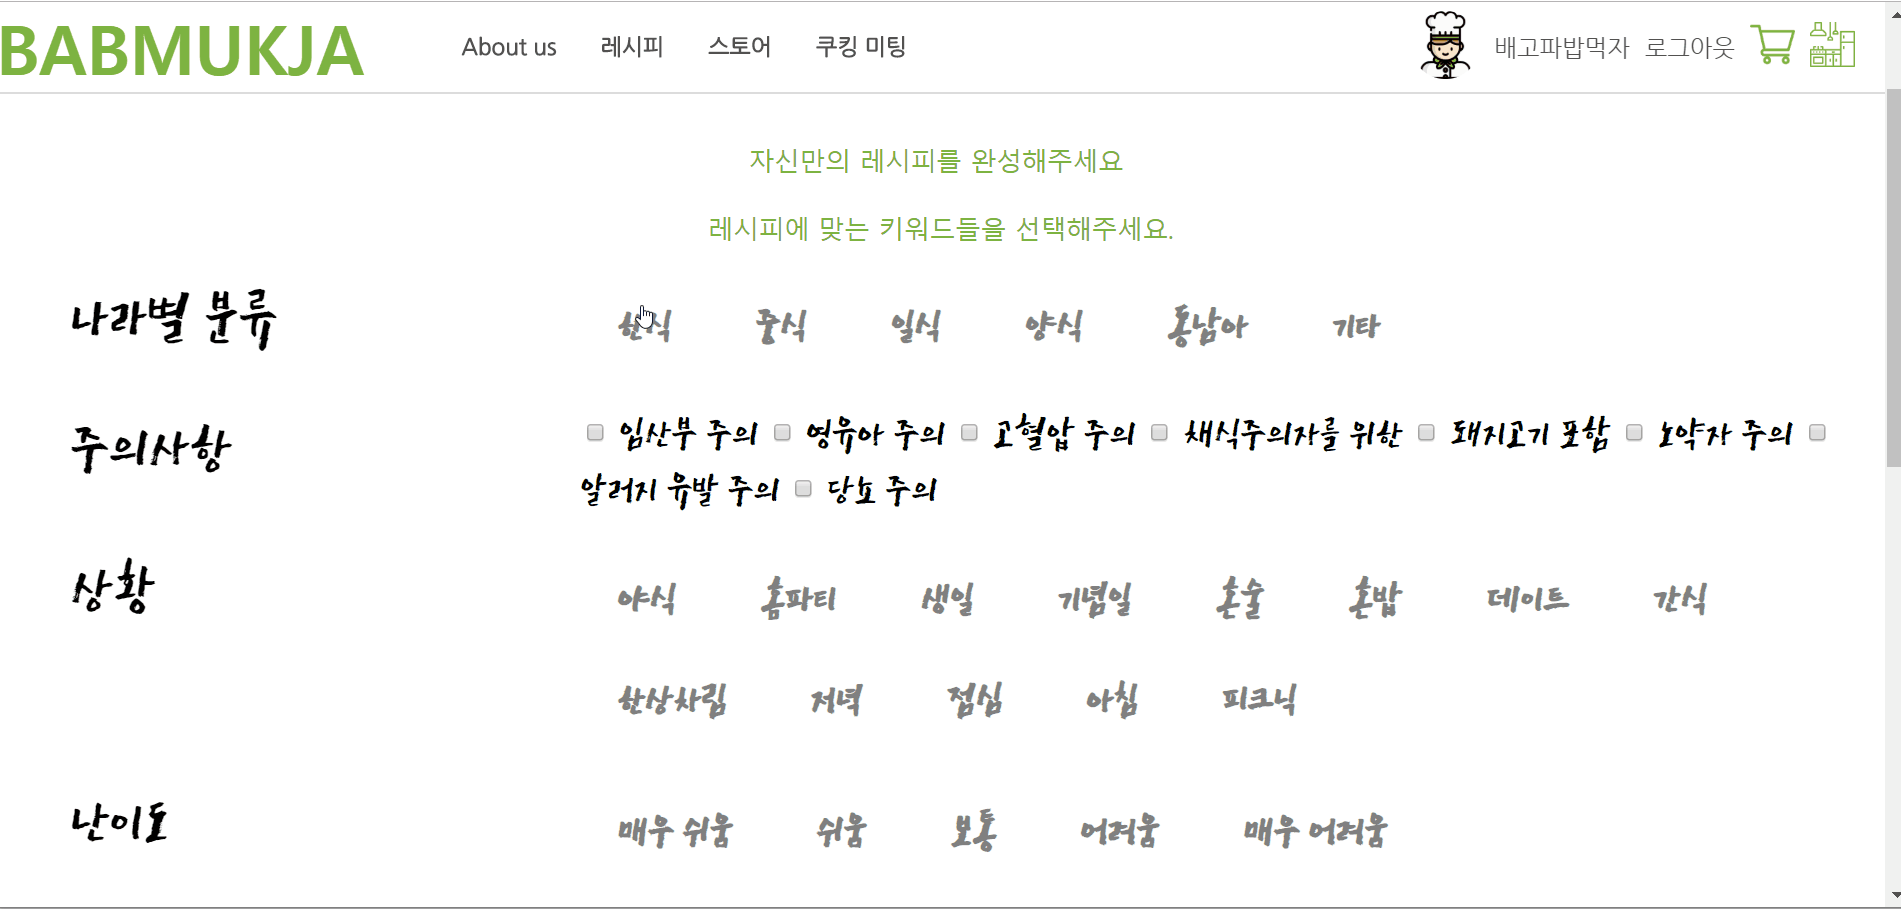 BABMUKJA About us 레시피 스토어 쿠킹 미팅 배고파밥먹자 로그아웃
자신만의 레시피를 완성해주세요
레시피에 맞는 키워드들을 선택해주세요.
나라별 분류 한식 중식 일식 양식 동남아 기타
주의사항 임산부 주의 영유아 주의 고혈압 주의 채식주의자를 위한 돼지고기 포함 노약자 주의
알러지 유발 주의 당뇨 주의
상황 야식 홈파티 생일 기념일 혼술 혼밥 데이트 간식
한상차림 저녁 점심 아침 피크닉
난이도 매우 쉬움 쉬움 보통 어려움 매우 어려움